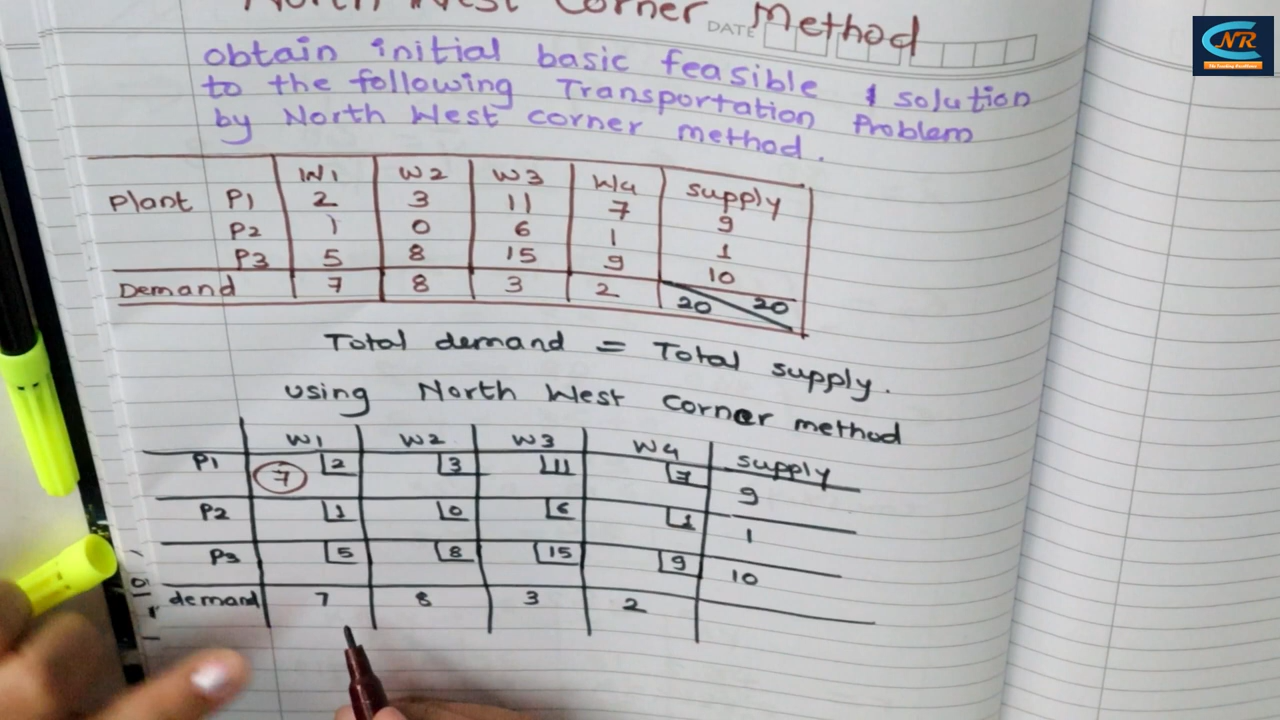 North West Corner Method
DATE
NR
obtain initial basic feasible solution
to the following Transportation Problem
by North West corner method.
W1 W2 W3 W4 supply
Plant P1 2 3 11 7 9
P2 1 0 6 1 1
P3 5 8 15 9 10
Demand 7 8 3 2 20 20
Total demand = Total supply.
using North West corner method
W1 W2 W3 W4 supply
P1 7 2 3 11 7 9
P2 1 0 6 1 1
P3 5 8 15 9 10
demand 7 8 3 2